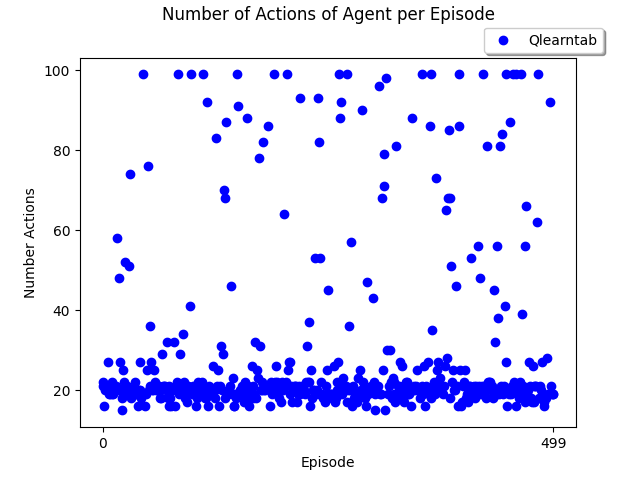 Number of Actions of Agent per Episode
Qlearntab
100
80
60
40
20
Number Actions
0
499
Episode